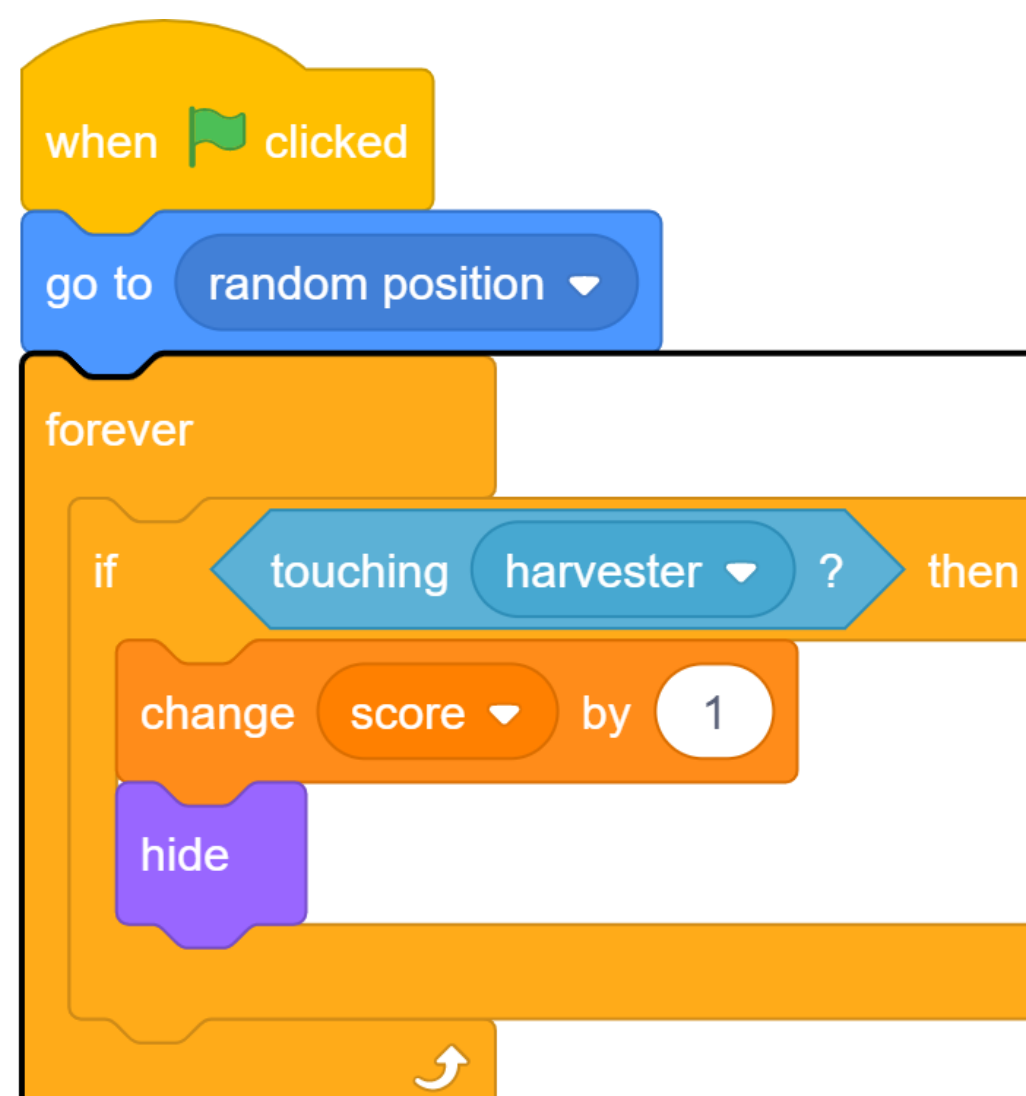 when clicked
go to random position
forever
if touching harvester ? then
change score by 1
hide